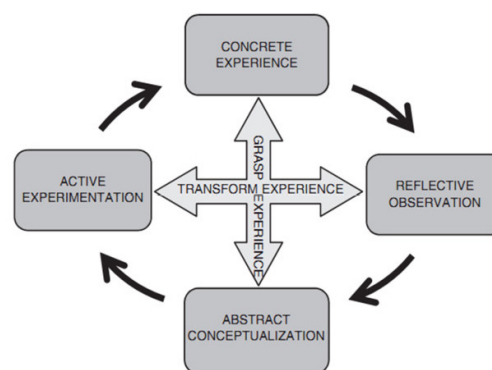 CONCRETE
EXPERIENCE
ACTIVE
EXPERIMENTATION
TRANSFORM EXPERIENCE
GRASP EXPERIENCE
REFLECTIVE
OBSERVATION
ABSTRACT
CONCEPTUALIZATION